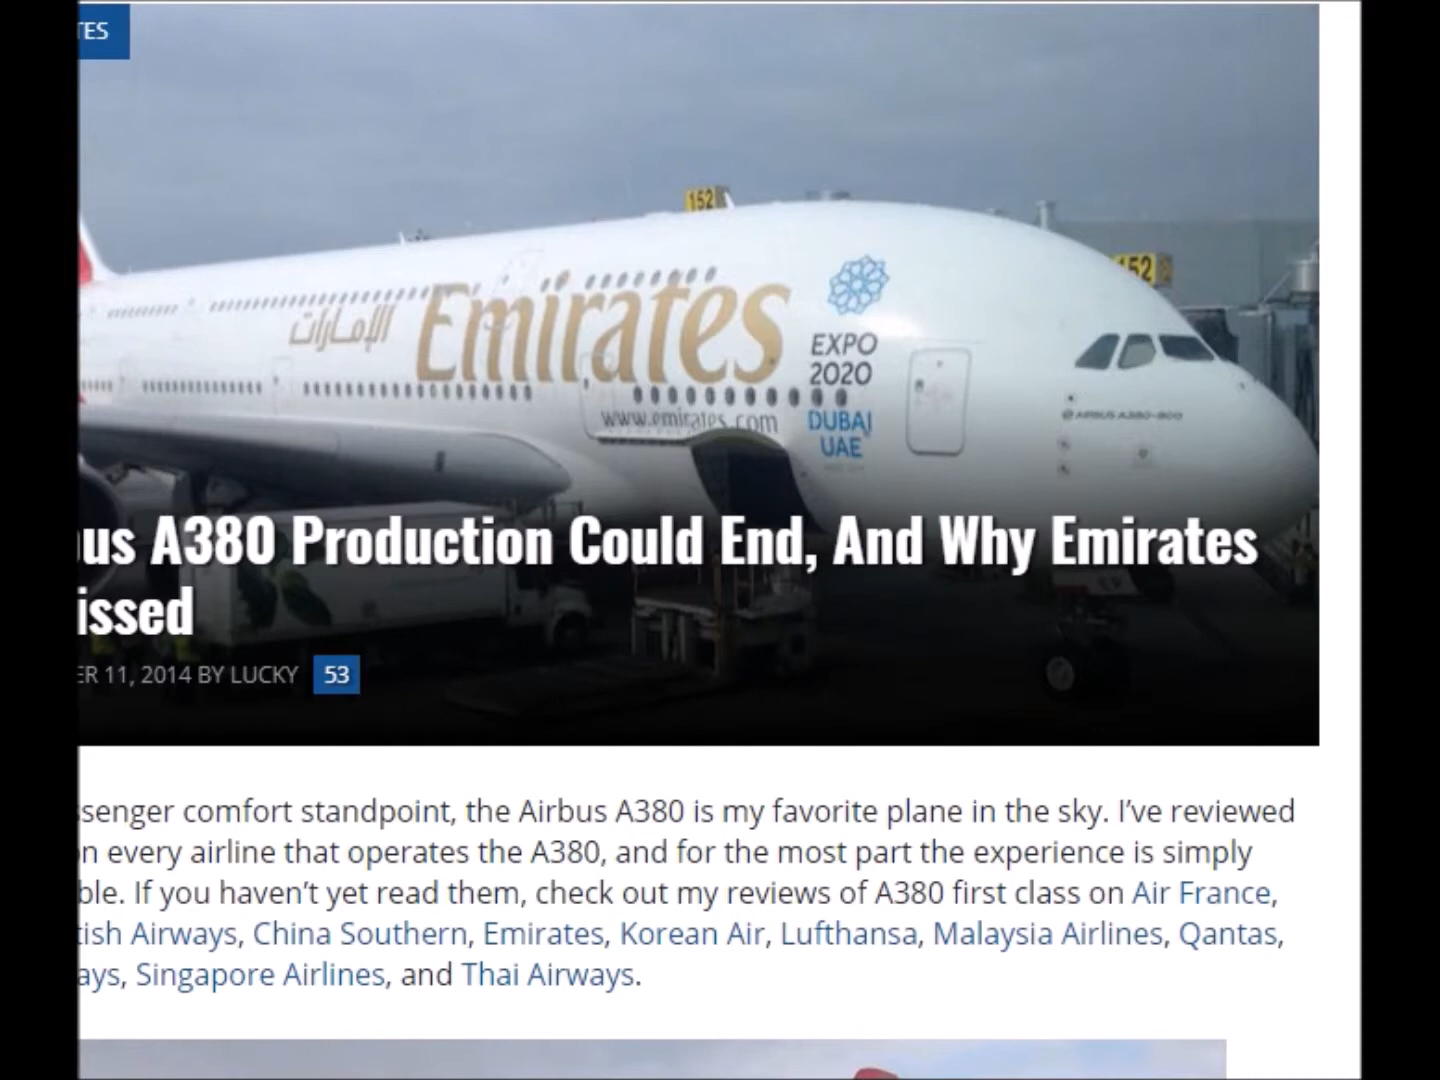 TES
152
152
الإمارات Emirates
EXPO
2020
www.emirates.com
DUBAI
UAE
AIRBUS A380-800
us A380 Production Could End, And Why Emirates
issed
ER 11, 2014 BY LUCKY 53
senger comfort standpoint, the Airbus A380 is my favorite plane in the sky. I've reviewed
n every airline that operates the A380, and for the most part the experience is simply
ble. If you haven't yet read them, check out my reviews of A380 first class on Air France,
tish Airways, China Southern, Emirates, Korean Air, Lufthansa, Malaysia Airlines, Qantas,
ays, Singapore Airlines, and Thai Airways.